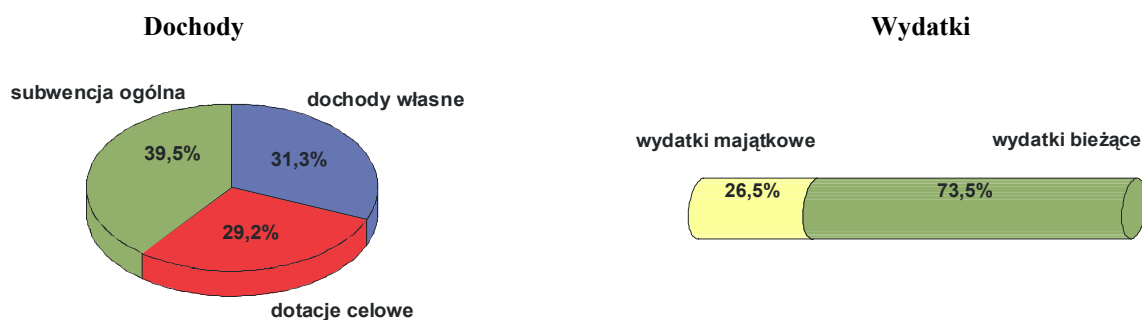 Dochody
subwencja ogólna
dochody własne
39,5%
31,3%
29,2%
dotacje celowe
Wydatki
wydatki majątkowe
wydatki bieżące
26,5%
73,5%